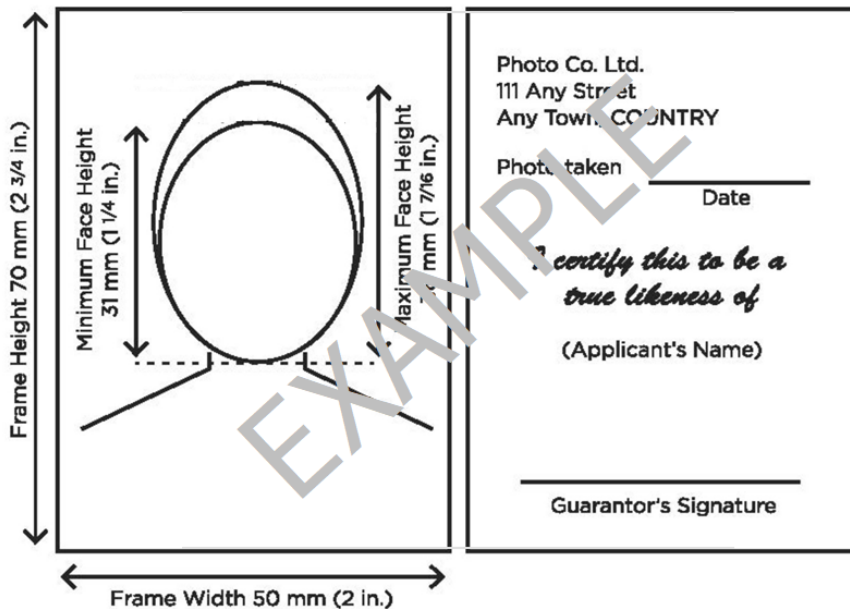 Frame Height 70 mm (2 3/4 in.)
Minimum Face Height
31 mm (1 1/4 in.)
Maximum Face Height
mm (1 7/16 in.)
Frame Width 50 mm (2 in.)
Photo Co. Ltd.
111 Any Street
Any Town, COUNTRY
Photo taken
Date
I certify this to be a
true likeness of
(Applicant's Name)
Guarantor's Signature
EXAMPLE